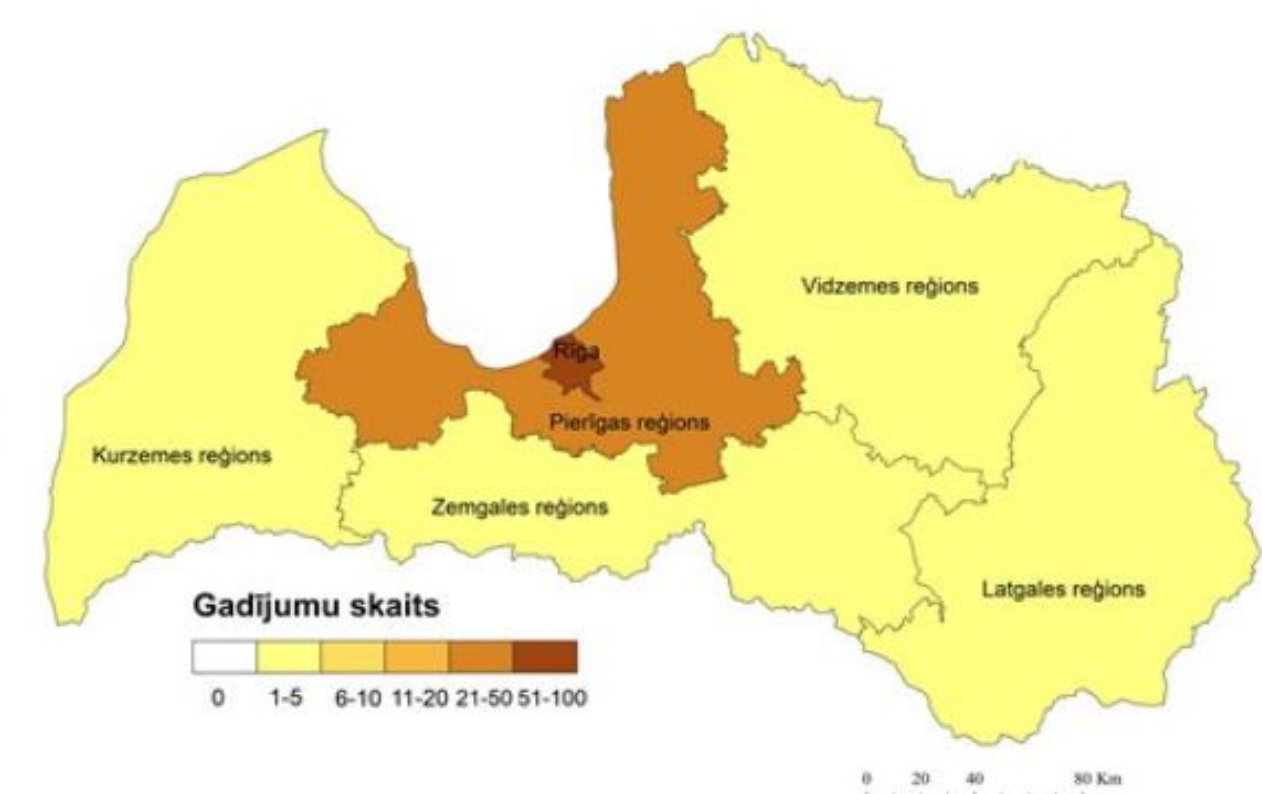 Vidzemes reģions
Rīga
Pierīgas reģions
Kurzemes reģions
Zemgales reģions
Latgales reģions
Gadījumu skaits
0 1-5 6-10 11-20 21-50 51-100
0 20 40 80 Km